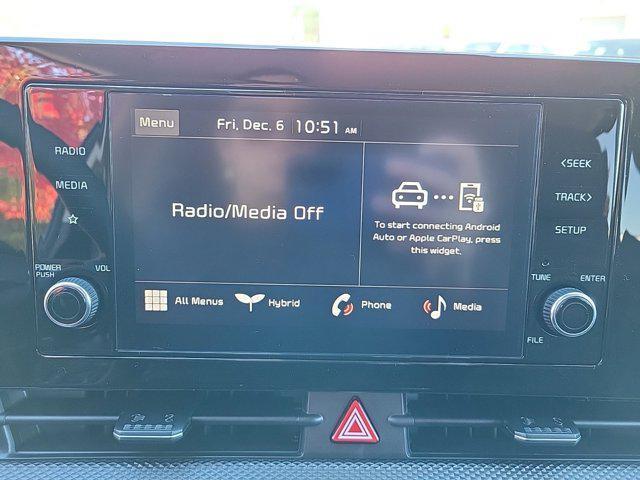 Menu
Fri, Dec. 6 10:51 AM
RADIO
MEDIA
POWER
PUSH
VOL
Radio/Media Off
To start connecting Android
Auto or Apple CarPlay, press
this widget.
All Menus
Hybrid
Phone
Media
<SEEK
TRACK>
SETUP
TUNE
ENTER
FILE